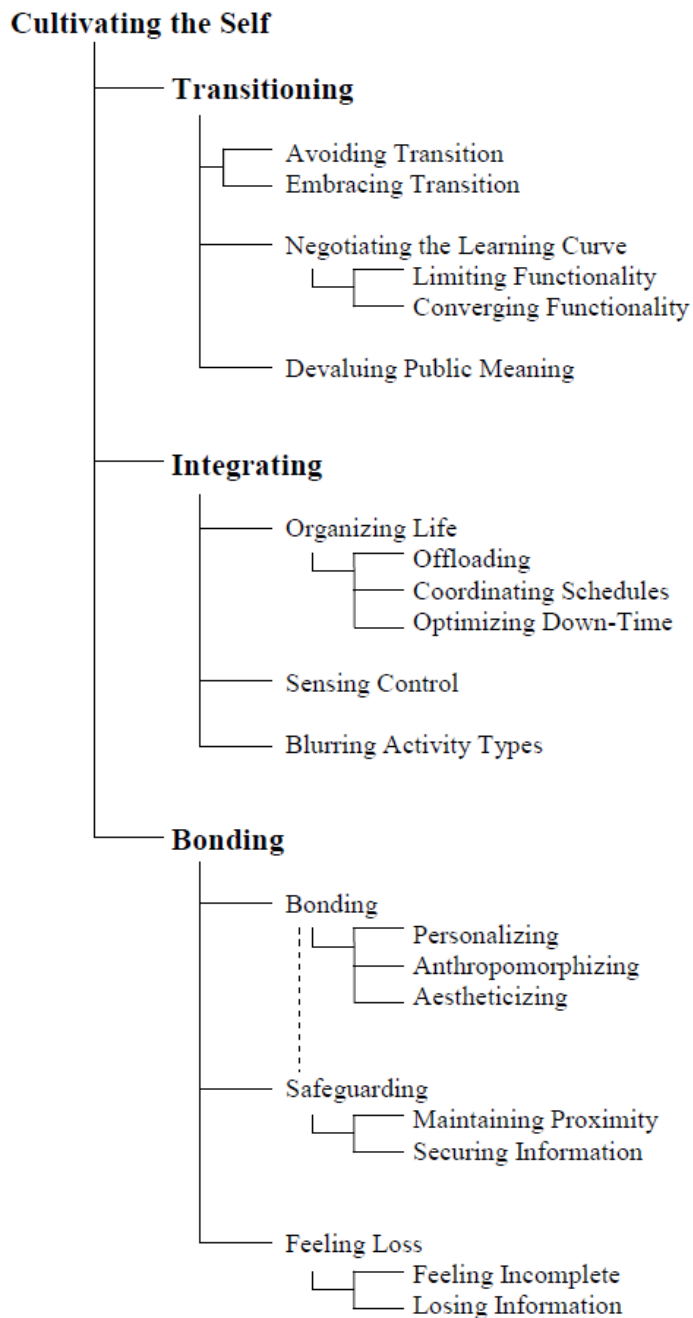 Cultivating the Self
Transitioning
Avoiding Transition
Embracing Transition
Negotiating the Learning Curve
Limiting Functionality
Converging Functionality
Devaluing Public Meaning
Integrating
Organizing Life
Offloading
Coordinating Schedules
Optimizing Down-Time
Sensing Control
Blurring Activity Types
Bonding
Bonding
Personalizing
Anthropomorphizing
Aestheticizing
Safeguarding
Maintaining Proximity
Securing Information
Feeling Loss
Feeling Incomplete
Losing Information